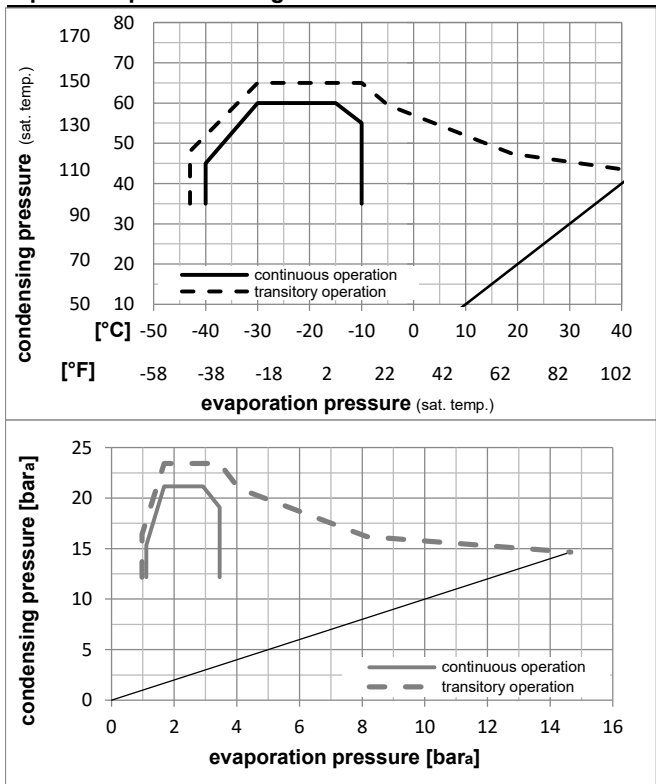 80
170
70
150
60
130
50
110
40
90
30
70
20
50
10
condensing pressure (sat. temp.)
continuous operation
transitory operation
[°C] -50 -40 -30 -20 -10 0 10 20 30 40
[°F] -58 -38 -18 2 22 42 62 82 102
evaporation pressure (sat. temp.)
25
20
15
10
5
0
condensing pressure [bara]
continuous operation
transitory operation
0 2 4 6 8 10 12 14 16
evaporation pressure [bara]